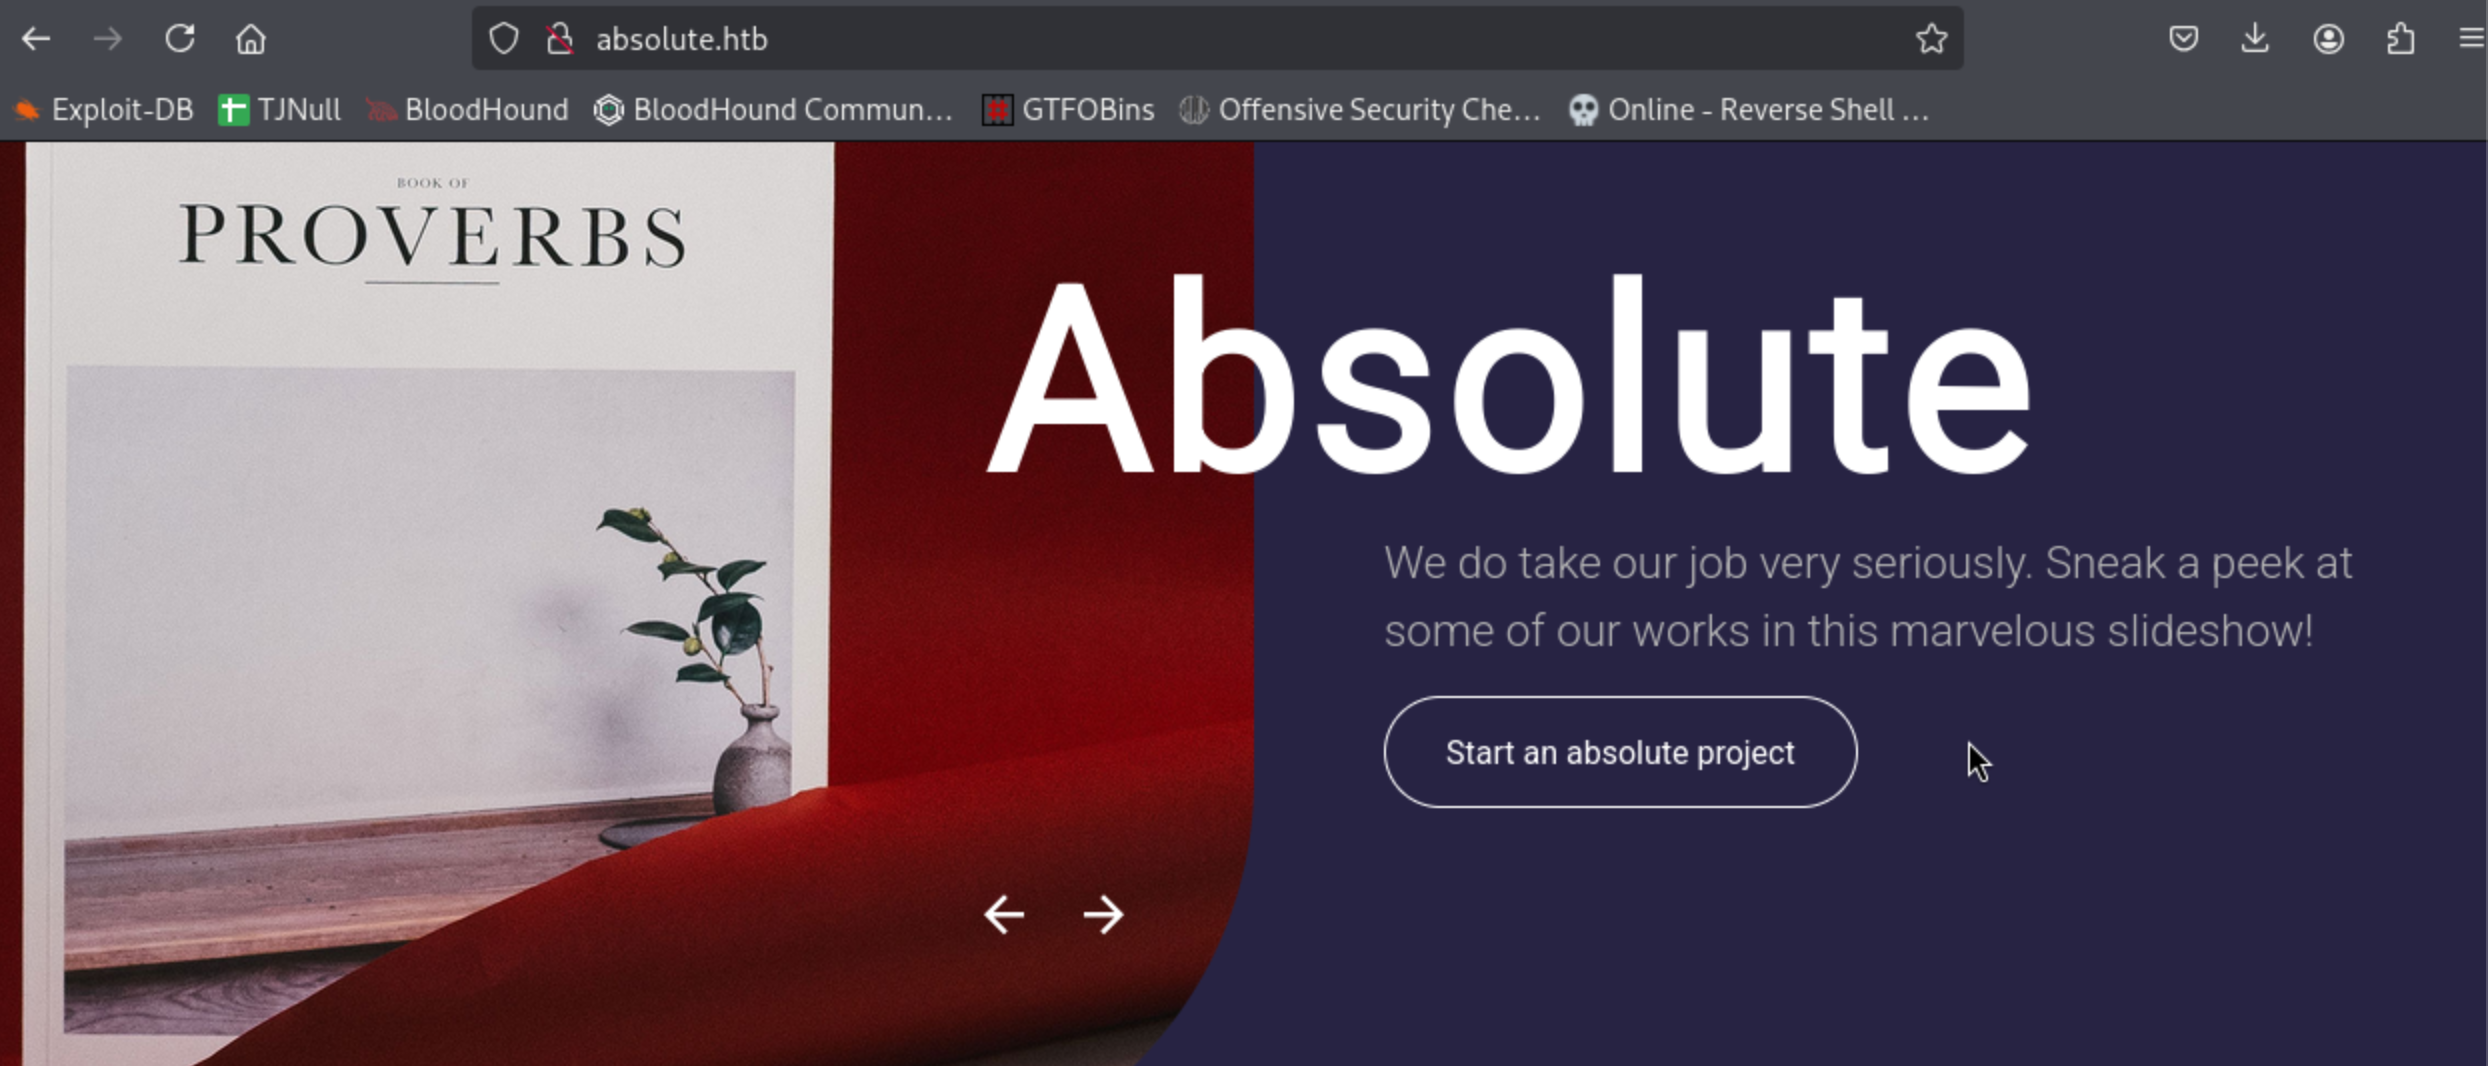 absolute.htb
Exploit-DB TJNull BloodHound BloodHound Commun... GTFOBins Offensive Security Che... Online - Reverse Shell ...
BOOK OF
PROVERBS
Absolute
We do take our job very seriously. Sneak a peek at
some of our works in this marvelous slideshow!
Start an absolute project